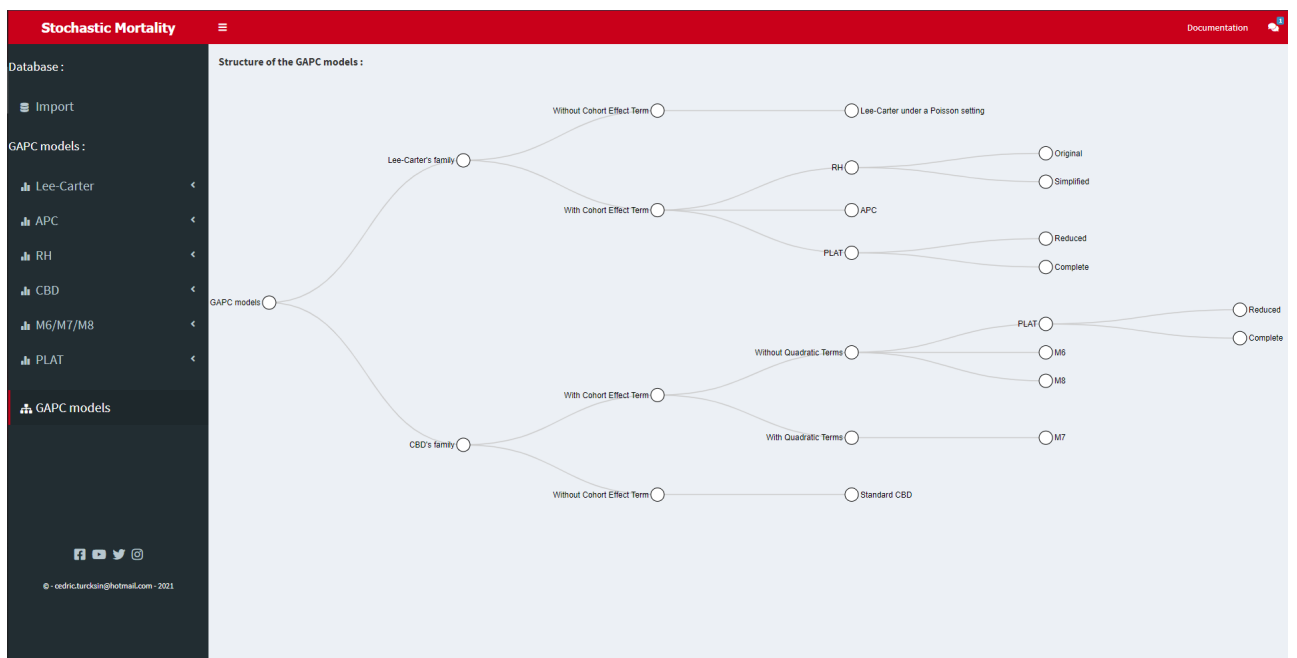 Stochastic Mortality
Documentation
1
Database :
Import
GAPC models :
Lee-Carter
APC
RH
CBD
M6/M7/M8
PLAT
GAPC models
© - cedric.turcksin@hotmail.com - 2021
Structure of the GAPC models :
GAPC models
Lee-Carter's family
Without Cohort Effect Term
Lee-Carter under a Poisson setting
With Cohort Effect Term
RH
Original
Simplified
APC
PLAT
Reduced
Complete
CBD's family
With Cohort Effect Term
Without Quadratic Terms
PLAT
Reduced
Complete
M6
M8
With Quadratic Terms
M7
Without Cohort Effect Term
Standard CBD